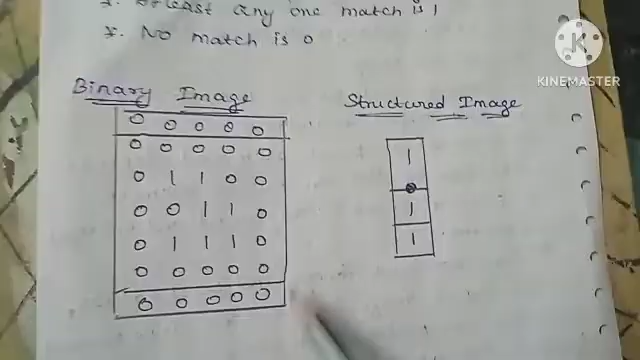 atleast any one match is 1
No match is 0
K
KINEMASTER
Binary Image
Structured Image
0 0 0 0 0
0 0 0 0 0
0 1 1 0 0
0 0 1 1 0
0 1 1 1 0
0 0 0 0 0
0 0 0 0 0
1
1
1